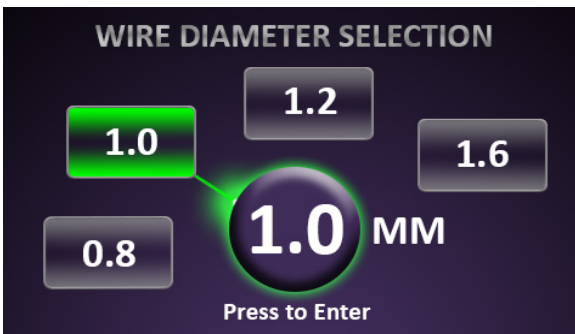 WIRE DIAMETER SELECTION
1.2
1.0
1.6
1.0 MM
0.8
Press to Enter